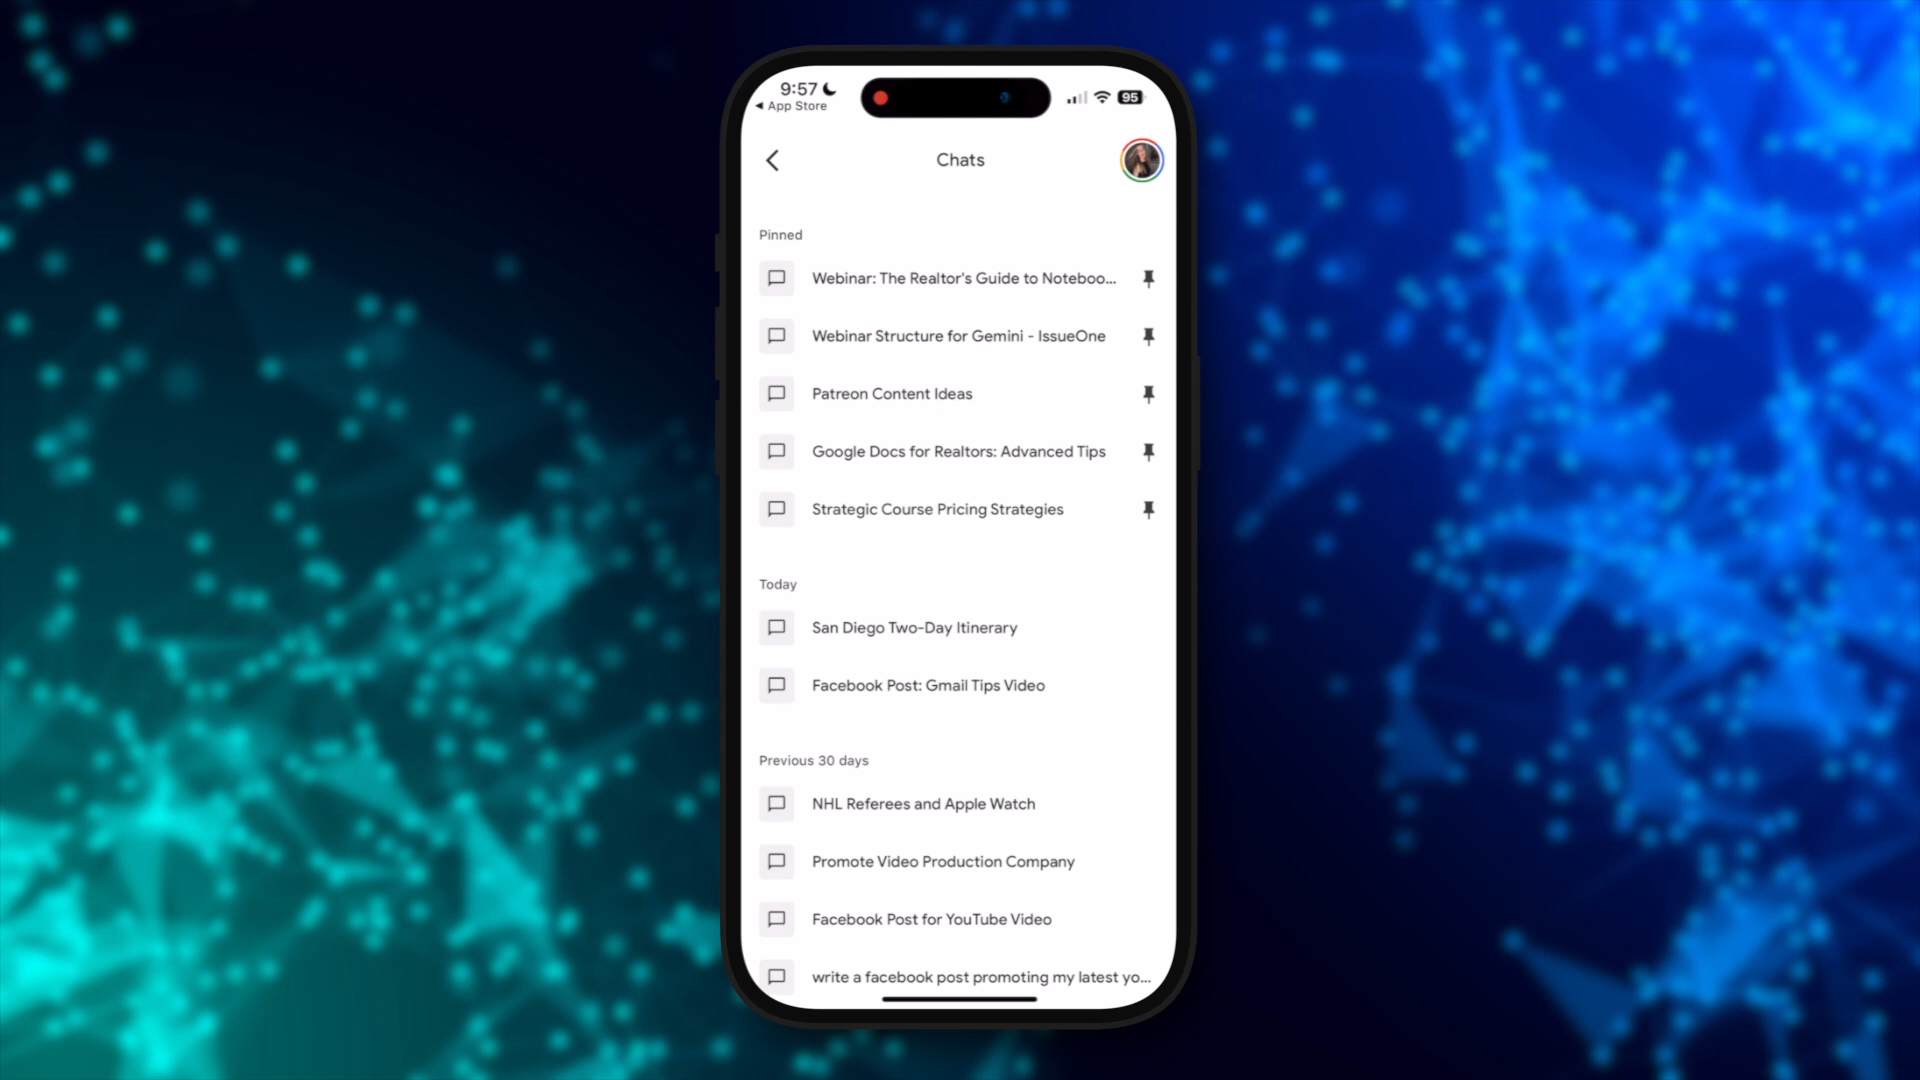 9:57
App Store
95
Chats
Pinned
Webinar: The Realtor's Guide to Noteboo...
Webinar Structure for Gemini - IssueOne
Patreon Content Ideas
Google Docs for Realtors: Advanced Tips
Strategic Course Pricing Strategies
Today
San Diego Two-Day Itinerary
Facebook Post: Gmail Tips Video
Previous 30 days
NHL Referees and Apple Watch
Promote Video Production Company
Facebook Post for YouTube Video
write a facebook post promoting my latest yo...